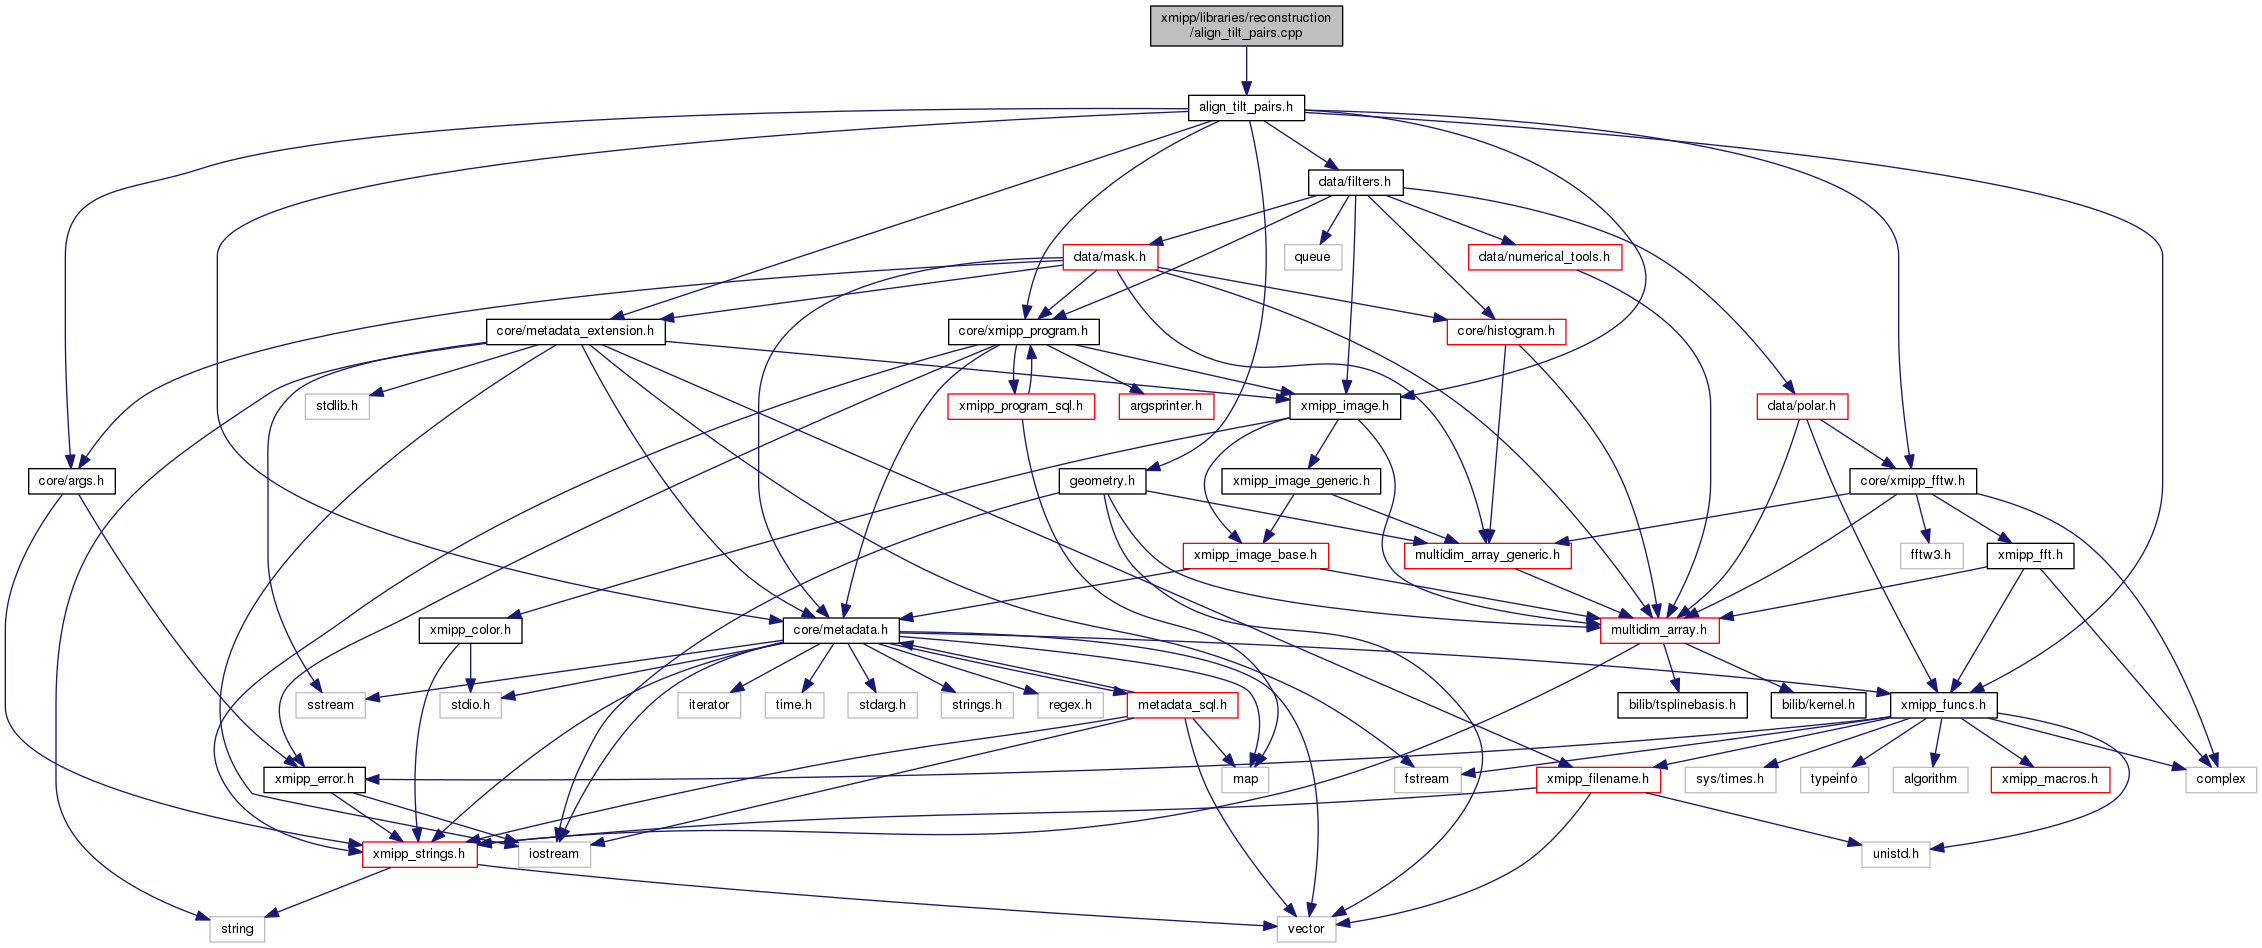 xmipp/libraries/reconstruction
/align_tilt_pairs.cpp
align_tilt_pairs.h
data/filters.h
data/mask.h
queue
data/numerical_tools.h
core/metadata_extension.h
core/xmipp_program.h
core/histogram.h
stdlib.h
xmipp_program_sql.h
argsprinter.h
xmipp_image.h
data/polar.h
core/args.h
geometry.h
xmipp_image_generic.h
core/xmipp_fftw.h
xmipp_image_base.h
multidim_array_generic.h
fftw3.h
xmipp_fft.h
xmipp_color.h
core/metadata.h
multidim_array.h
sstream
stdio.h
iterator
time.h
stdarg.h
strings.h
regex.h
metadata_sql.h
bilib/tsplinebasis.h
bilib/kernel.h
xmipp_funcs.h
xmipp_error.h
map
fstream
xmipp_filename.h
sys/times.h
typeinfo
algorithm
xmipp_macros.h
complex
xmipp_strings.h
iostream
unistd.h
string
vector